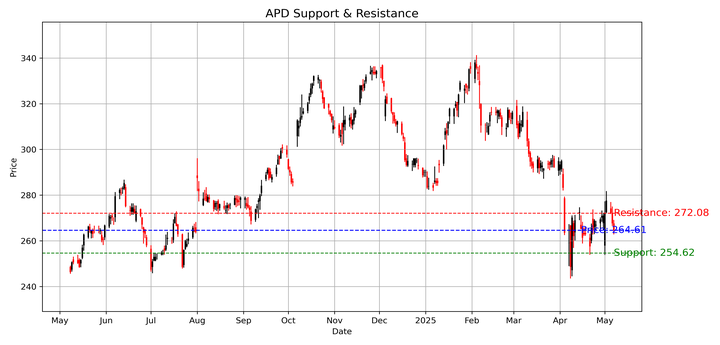 APD Support & Resistance
Price
340
320
300
280
260
240
Resistance: 272.08
Price: 264.61
Support: 254.62
May Jun Jul Aug Sep Oct Nov Dec 2025 Feb Mar Apr May
Date